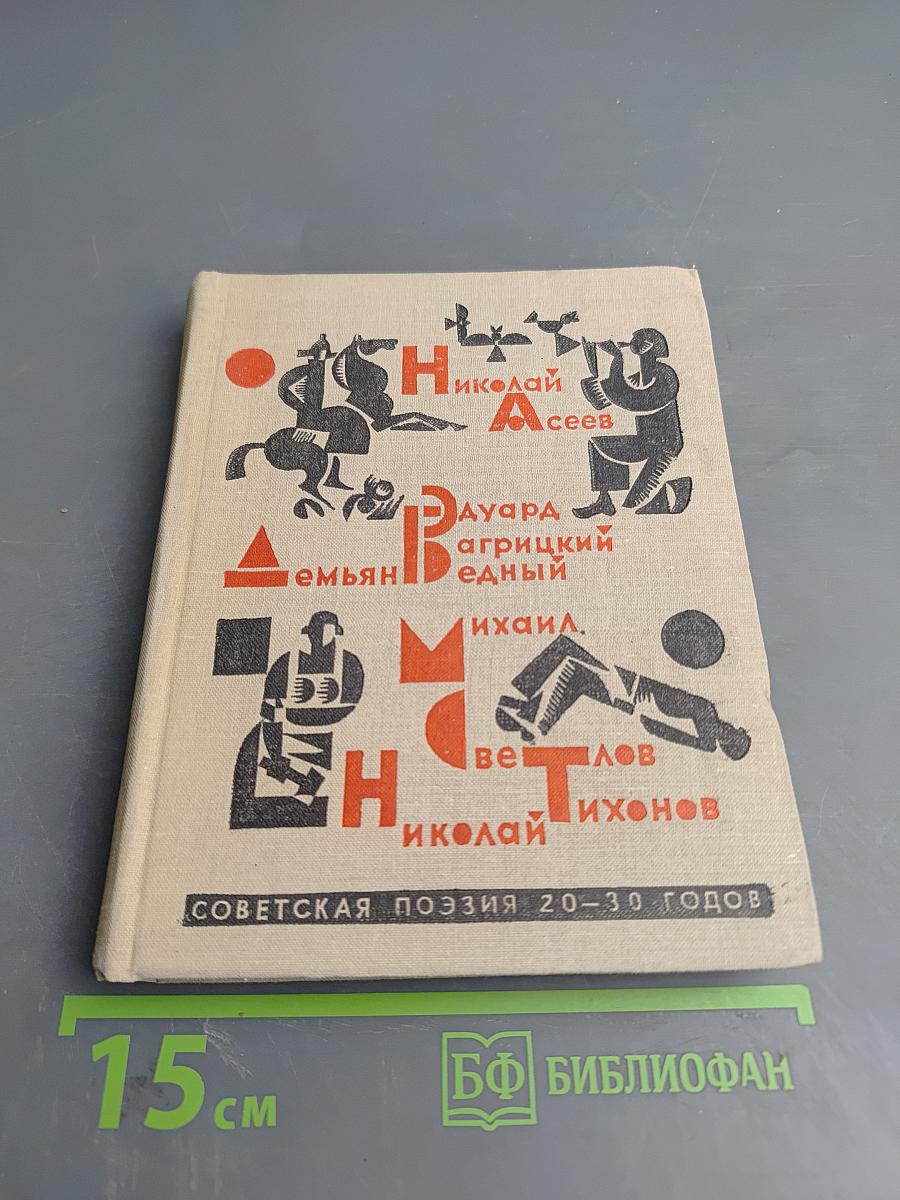 Николай
Асеев
Эдуард
Багрицкий
Демьян Бедный
Михаил
Светлов
Николай Тихонов
СОВЕТСКАЯ ПОЭЗИЯ 20—30 ГОДОВ
15 см
БФ БИБЛИОФАН